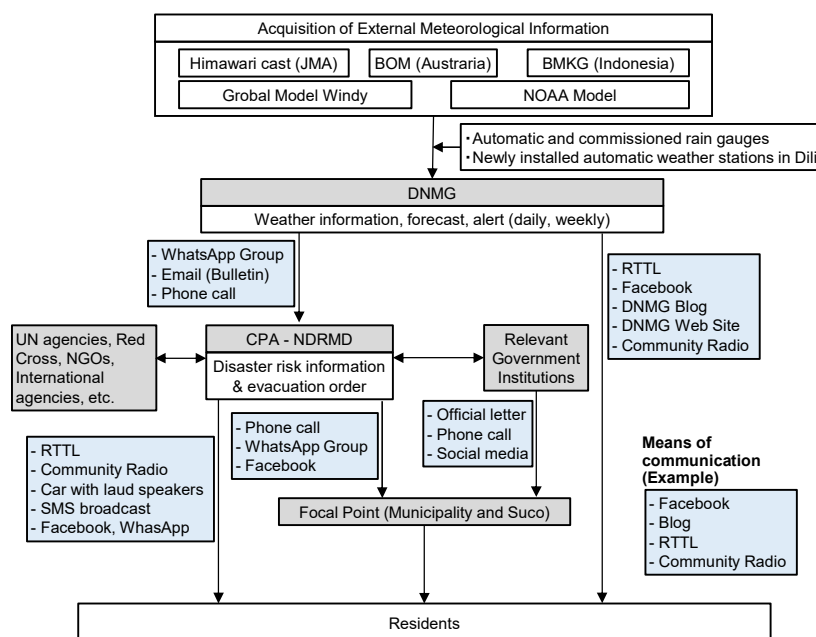 Acquisition of External Meteorological Information
Himawari cast (JMA)
BOM (Austraria)
BMKG (Indonesia)
Grobal Model Windy
NOAA Model
・Automatic and commissioned rain gauges
・Newly installed automatic weather stations in Dili
DNMG
Weather information, forecast, alert (daily, weekly)
- WhatsApp Group
- Email (Bulletin)
- Phone call
- RTTL
- Facebook
- DNMG Blog
- DNMG Web Site
- Community Radio
UN agencies, Red
Cross, NGOs,
International
agencies, etc.
CPA - NDRMD
Disaster risk information
& evacuation order
Relevant
Government
Institutions
- RTTL
- Community Radio
- Car with laud speakers
- SMS broadcast
- Facebook, WhasApp
- Phone call
- WhatsApp Group
- Facebook
- Official letter
- Phone call
- Social media
Means of
communication
(Example)
- Facebook
- Blog
- RTTL
- Community Radio
Focal Point (Municipality and Suco)
Residents